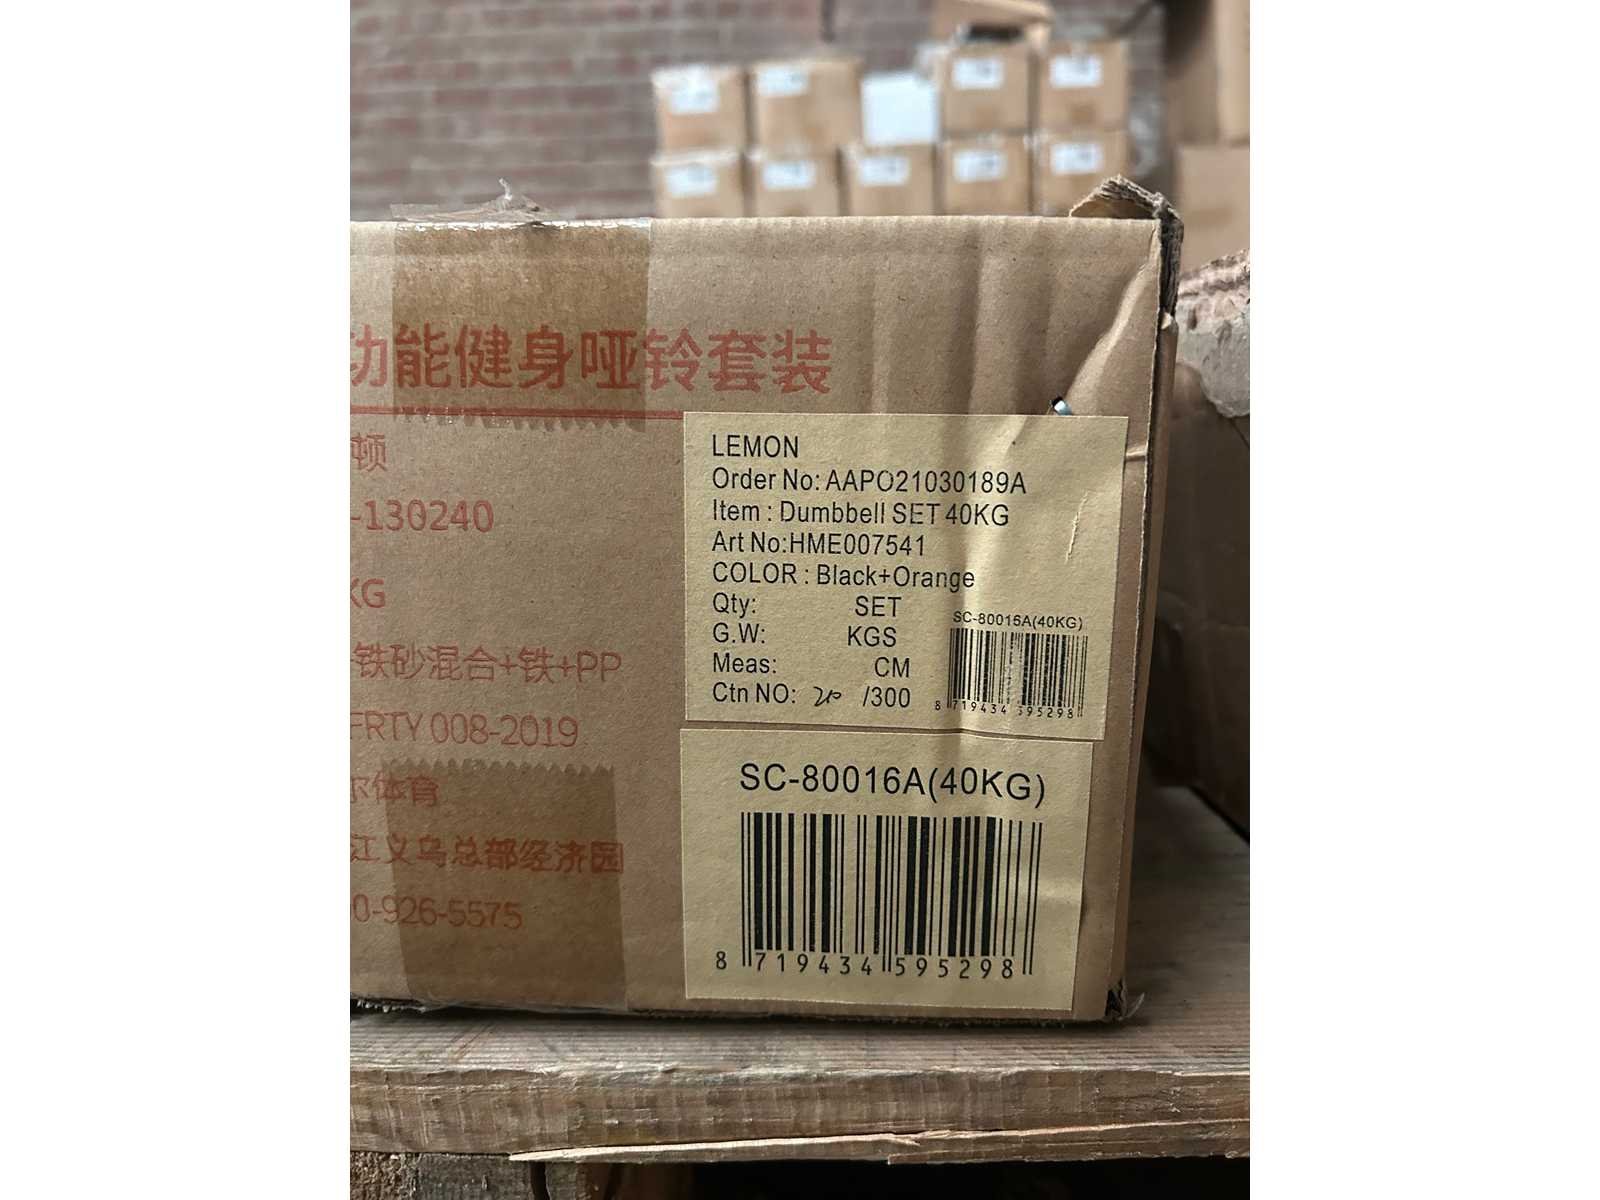 功能健身哑铃套装
顿
-130240
KG
铁砂混合+铁+PP
FRTY 008-2019
尔体育
江义乌总部经济园
0-926-5575
LEMON
Order No: AAPO21030189A
Item : Dumbbell SET 40KG
Art No:HME007541
COLOR : Black+Orange
Qty: SET
G.W: KGS
Meas: CM
Ctn NO: 210 /300
SC-80016A(40KG)
8 719434 595298
SC-80016A(40KG)
8 719434 595298